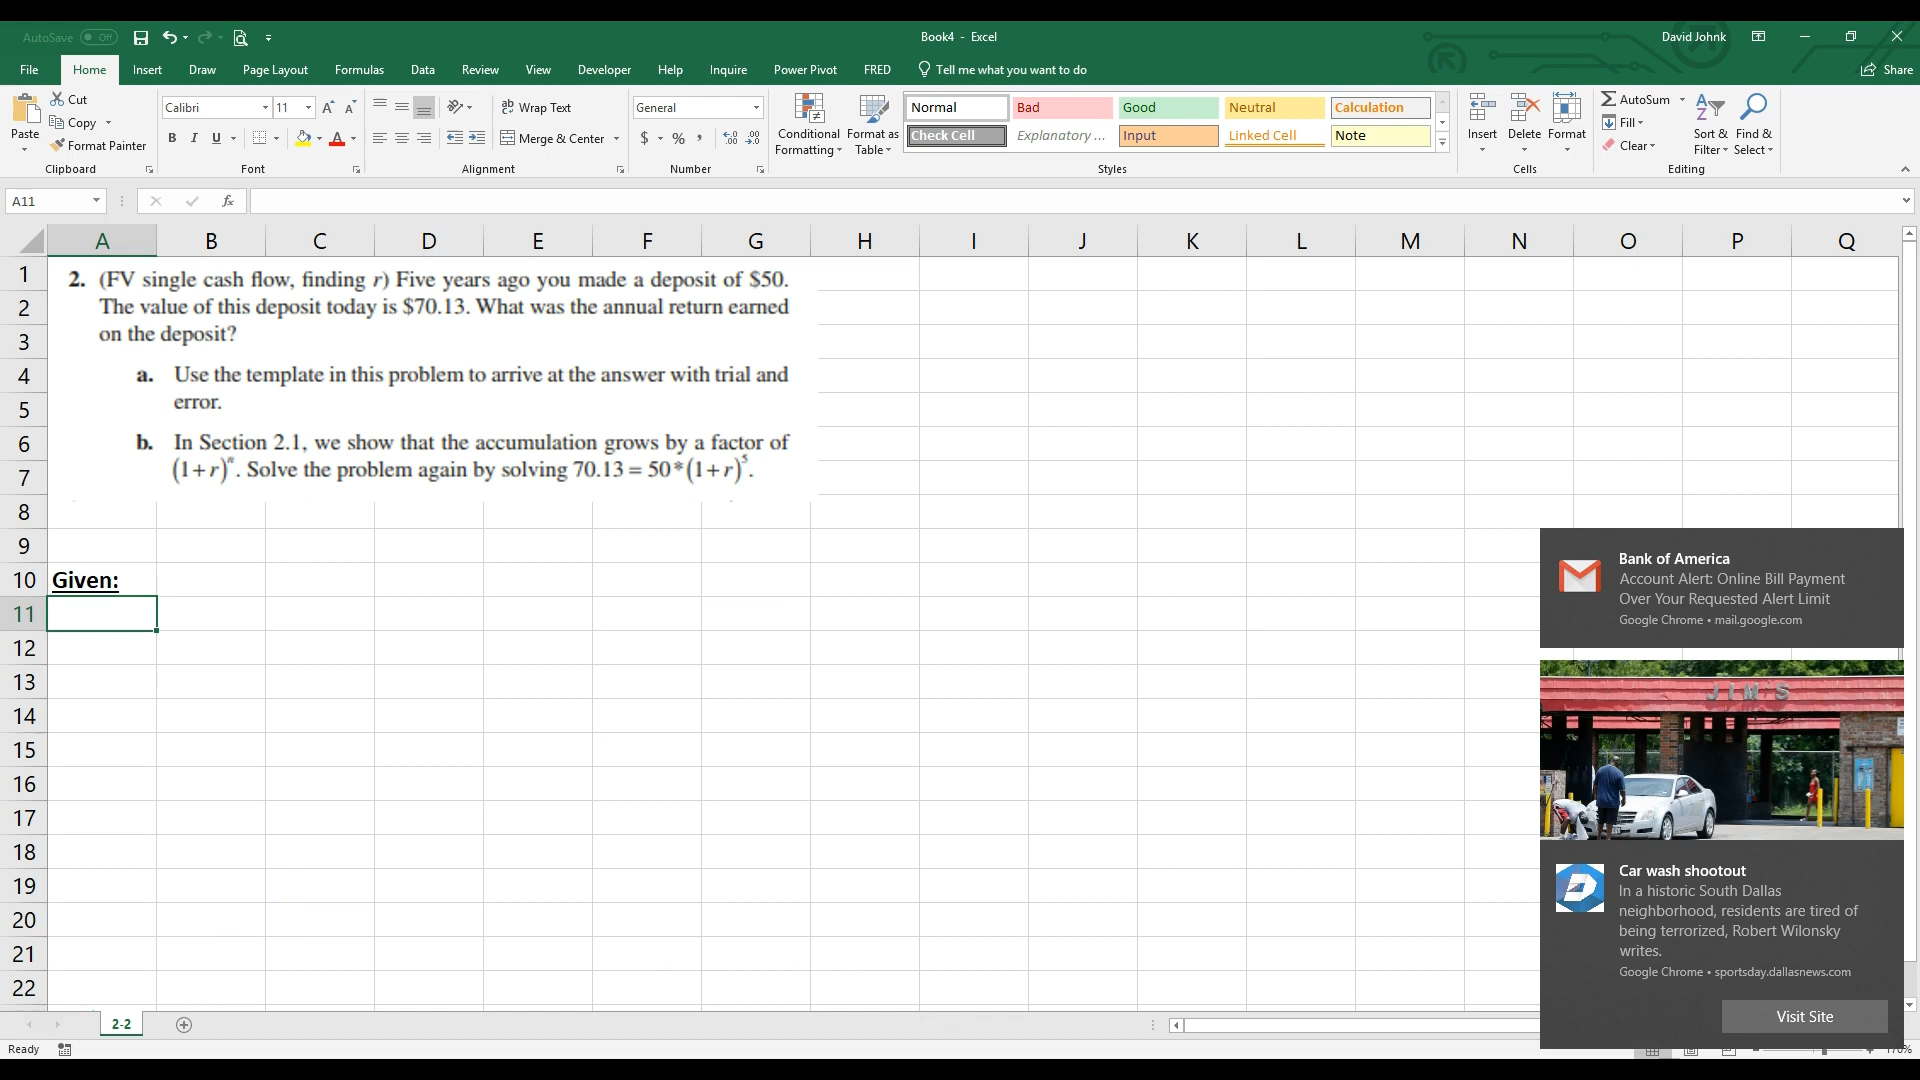 AutoSave Off
Book4 - Excel
David Johnk
File Home Insert Draw Page Layout Formulas Data Review View Developer Help Inquire Power Pivot FRED Tell me what you want to do
Share
Paste
Cut
Copy
Format Painter
Clipboard
Calibri 11
B I U
Font
Wrap Text
Merge & Center
Alignment
General
$ % ,
Number
Conditional Formatting
Format as Table
Normal Bad Good Neutral Calculation
Check Cell Explanatory ... Input Linked Cell Note
Styles
Insert Delete Format
Cells
AutoSum
Fill
Clear
Sort & Filter
Find & Select
Editing
A11
fx
A B C D E F G H I J K L M N O P Q
1
2
3
4
5
6
7
8
9
10
11
12
13
14
15
16
17
18
19
20
21
22
2. (FV single cash flow, finding r) Five years ago you made a deposit of $50.
The value of this deposit today is $70.13. What was the annual return earned
on the deposit?
a. Use the template in this problem to arrive at the answer with trial and
error.
b. In Section 2.1, we show that the accumulation grows by a factor of
(1+r)ⁿ. Solve the problem again by solving 70.13 = 50*(1+r)⁵.
Given:
Bank of America
Account Alert: Online Bill Payment
Over Your Requested Alert Limit
Google Chrome • mail.google.com
JIM'S
Car wash shootout
In a historic South Dallas
neighborhood, residents are tired of
being terrorized, Robert Wilonsky
writes.
Google Chrome • sportsday.dallasnews.com
Visit Site
2-2
Ready
170%